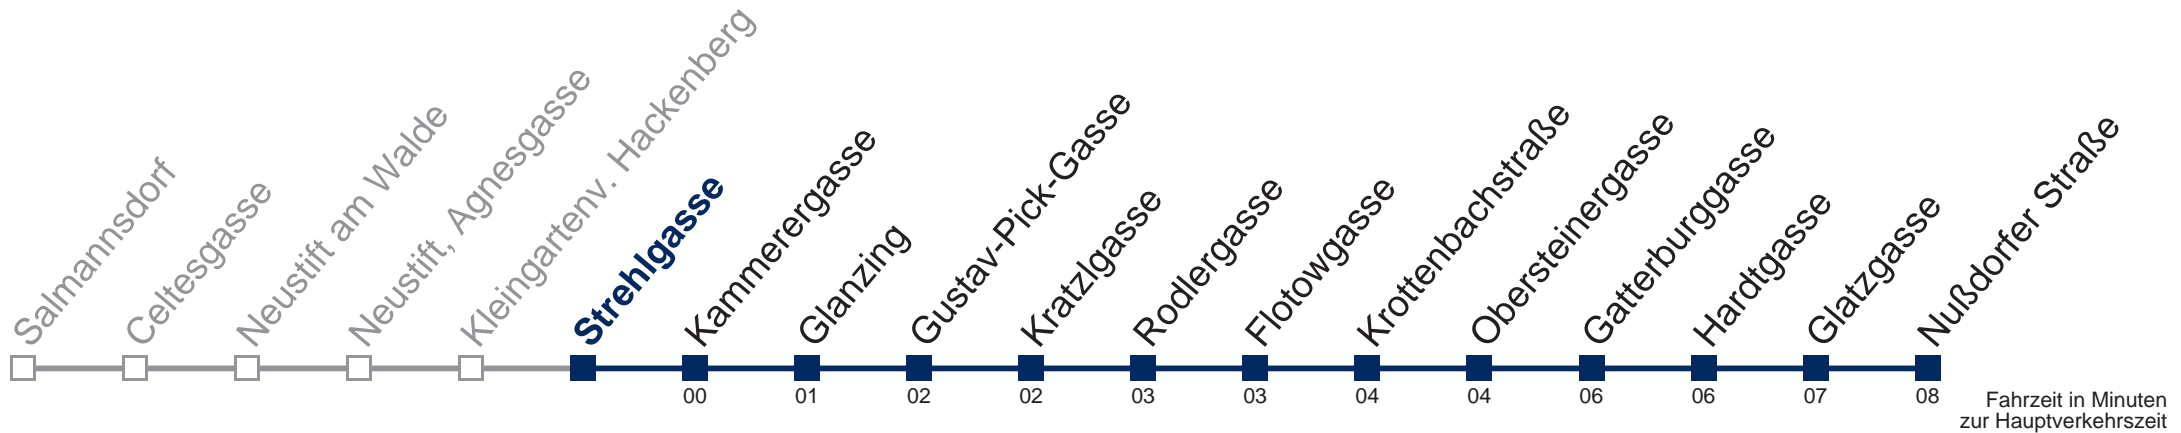 Salmannsdorf
Celtesgasse
Neustift am Walde
Neustift, Agnesgasse
Kleingartenv. Hackenberg
Strehlgasse
Kammerergasse
Glanzing
Gustav-Pick-Gasse
Kratzlgasse
Rodlergasse
Flotowgasse
Krottenbachstraße
Obersteinergasse
Gatterburggasse
Hardtgasse
Glatzgasse
Nußdorfer Straße
00 01 02 02 03 03 04 04 06 06 07 08
Fahrzeit in Minuten
zur Hauptverkehrszeit